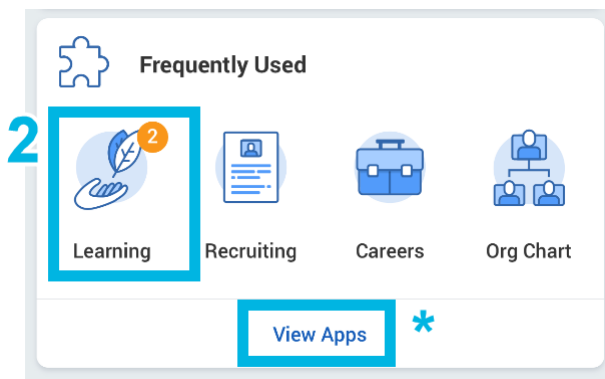 Frequently Used
2
2
Learning Recruiting Careers Org Chart
View Apps *